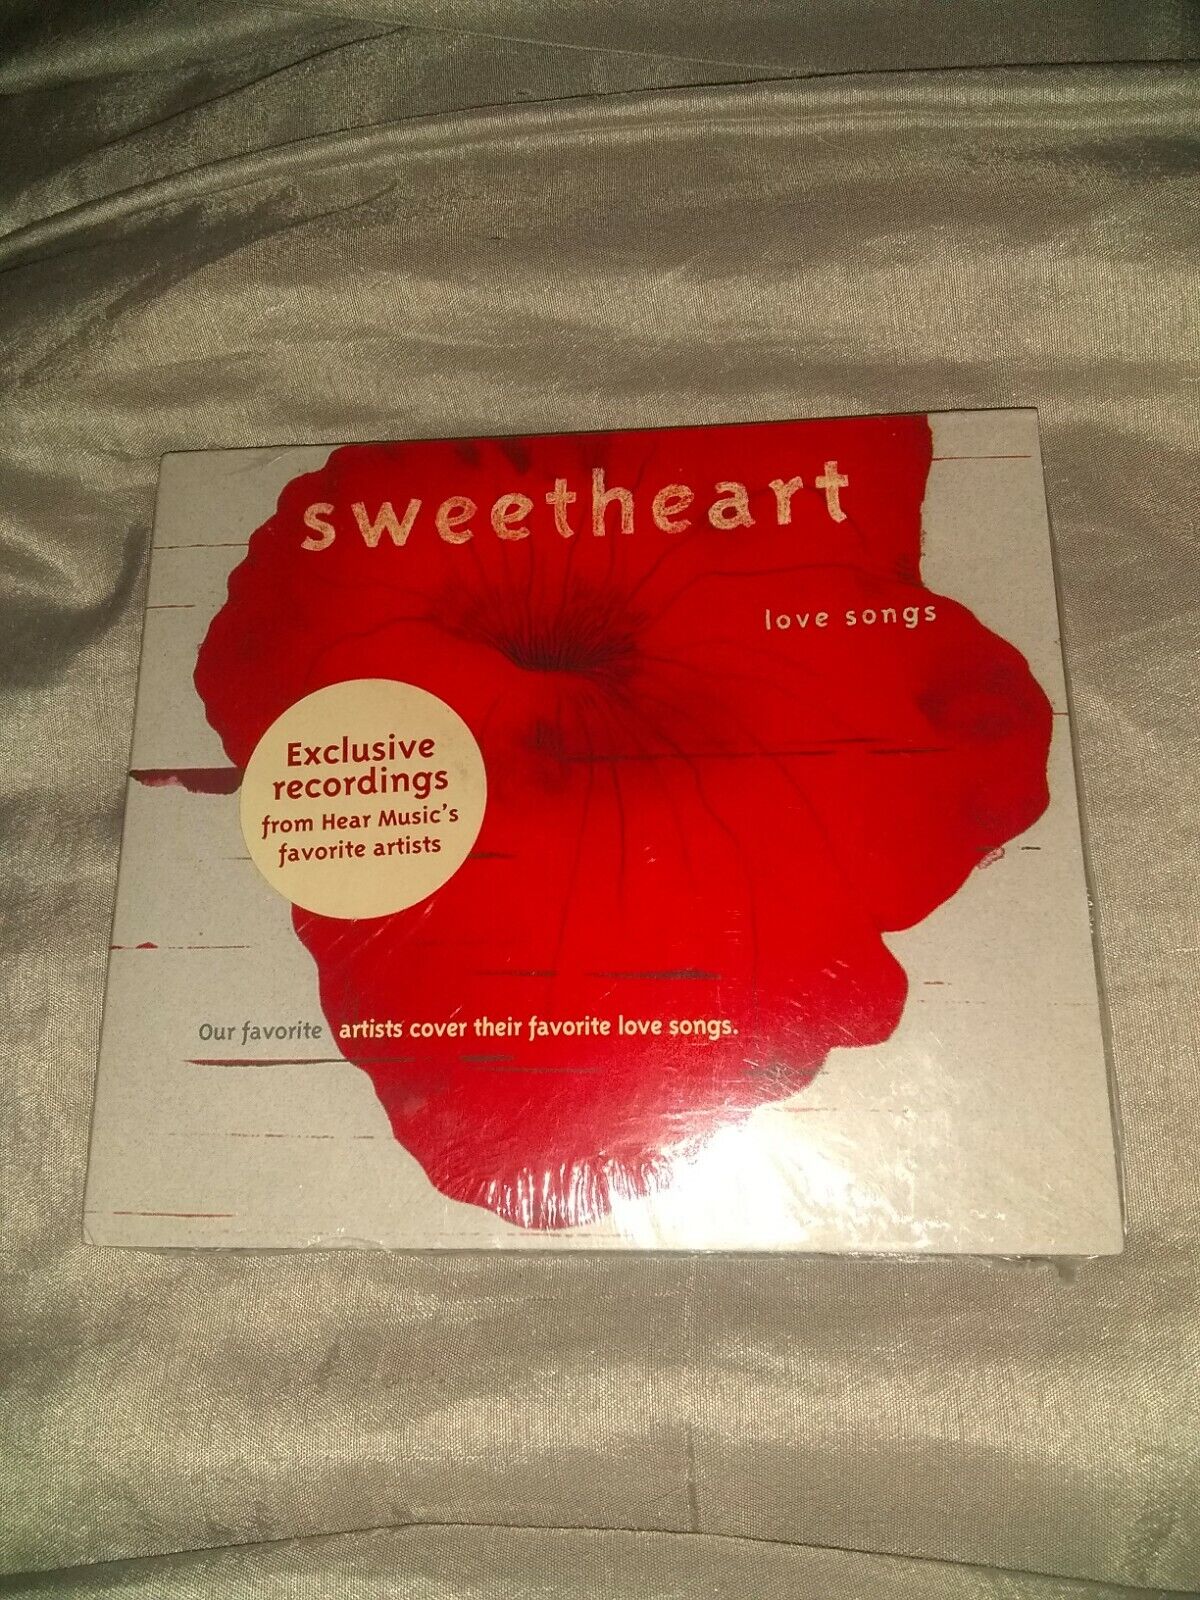 sweetheart
love songs
Exclusive
recordings
from Hear Music's
favorite artists
Our favorite artists cover their favorite love songs.